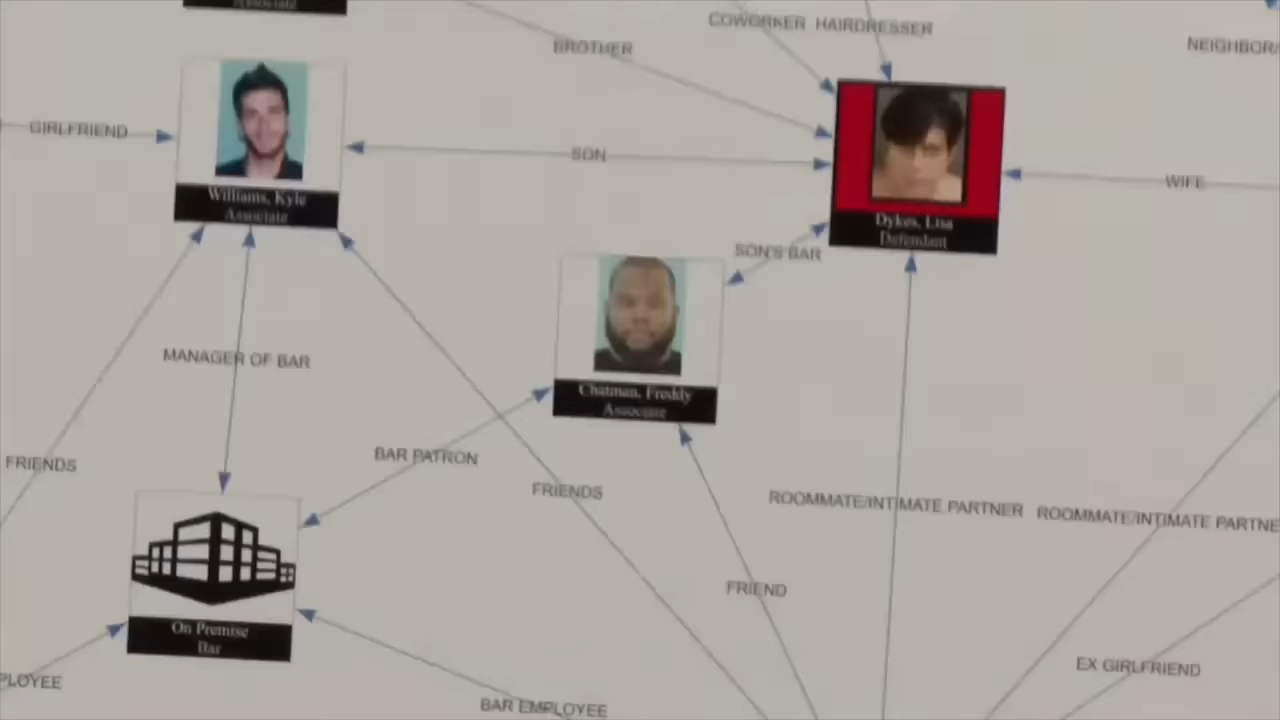 Associate
BROTHER
COWORKER HAIRDRESSER
NEIGHBOR
GIRLFRIEND
SON
WIFE
Williams, Kyle
Associate
Dykes, Lisa
Defendant
SON'S BAR
MANAGER OF BAR
Chatman, Freddy
Associate
BAR PATRON
FRIENDS
FRIENDS
ROOMMATE/INTIMATE PARTNER
ROOMMATE/INTIMATE PARTNE
FRIEND
On Premise
Bar
EX GIRLFRIEND
PLOYEE
BAR EMPLOYEE